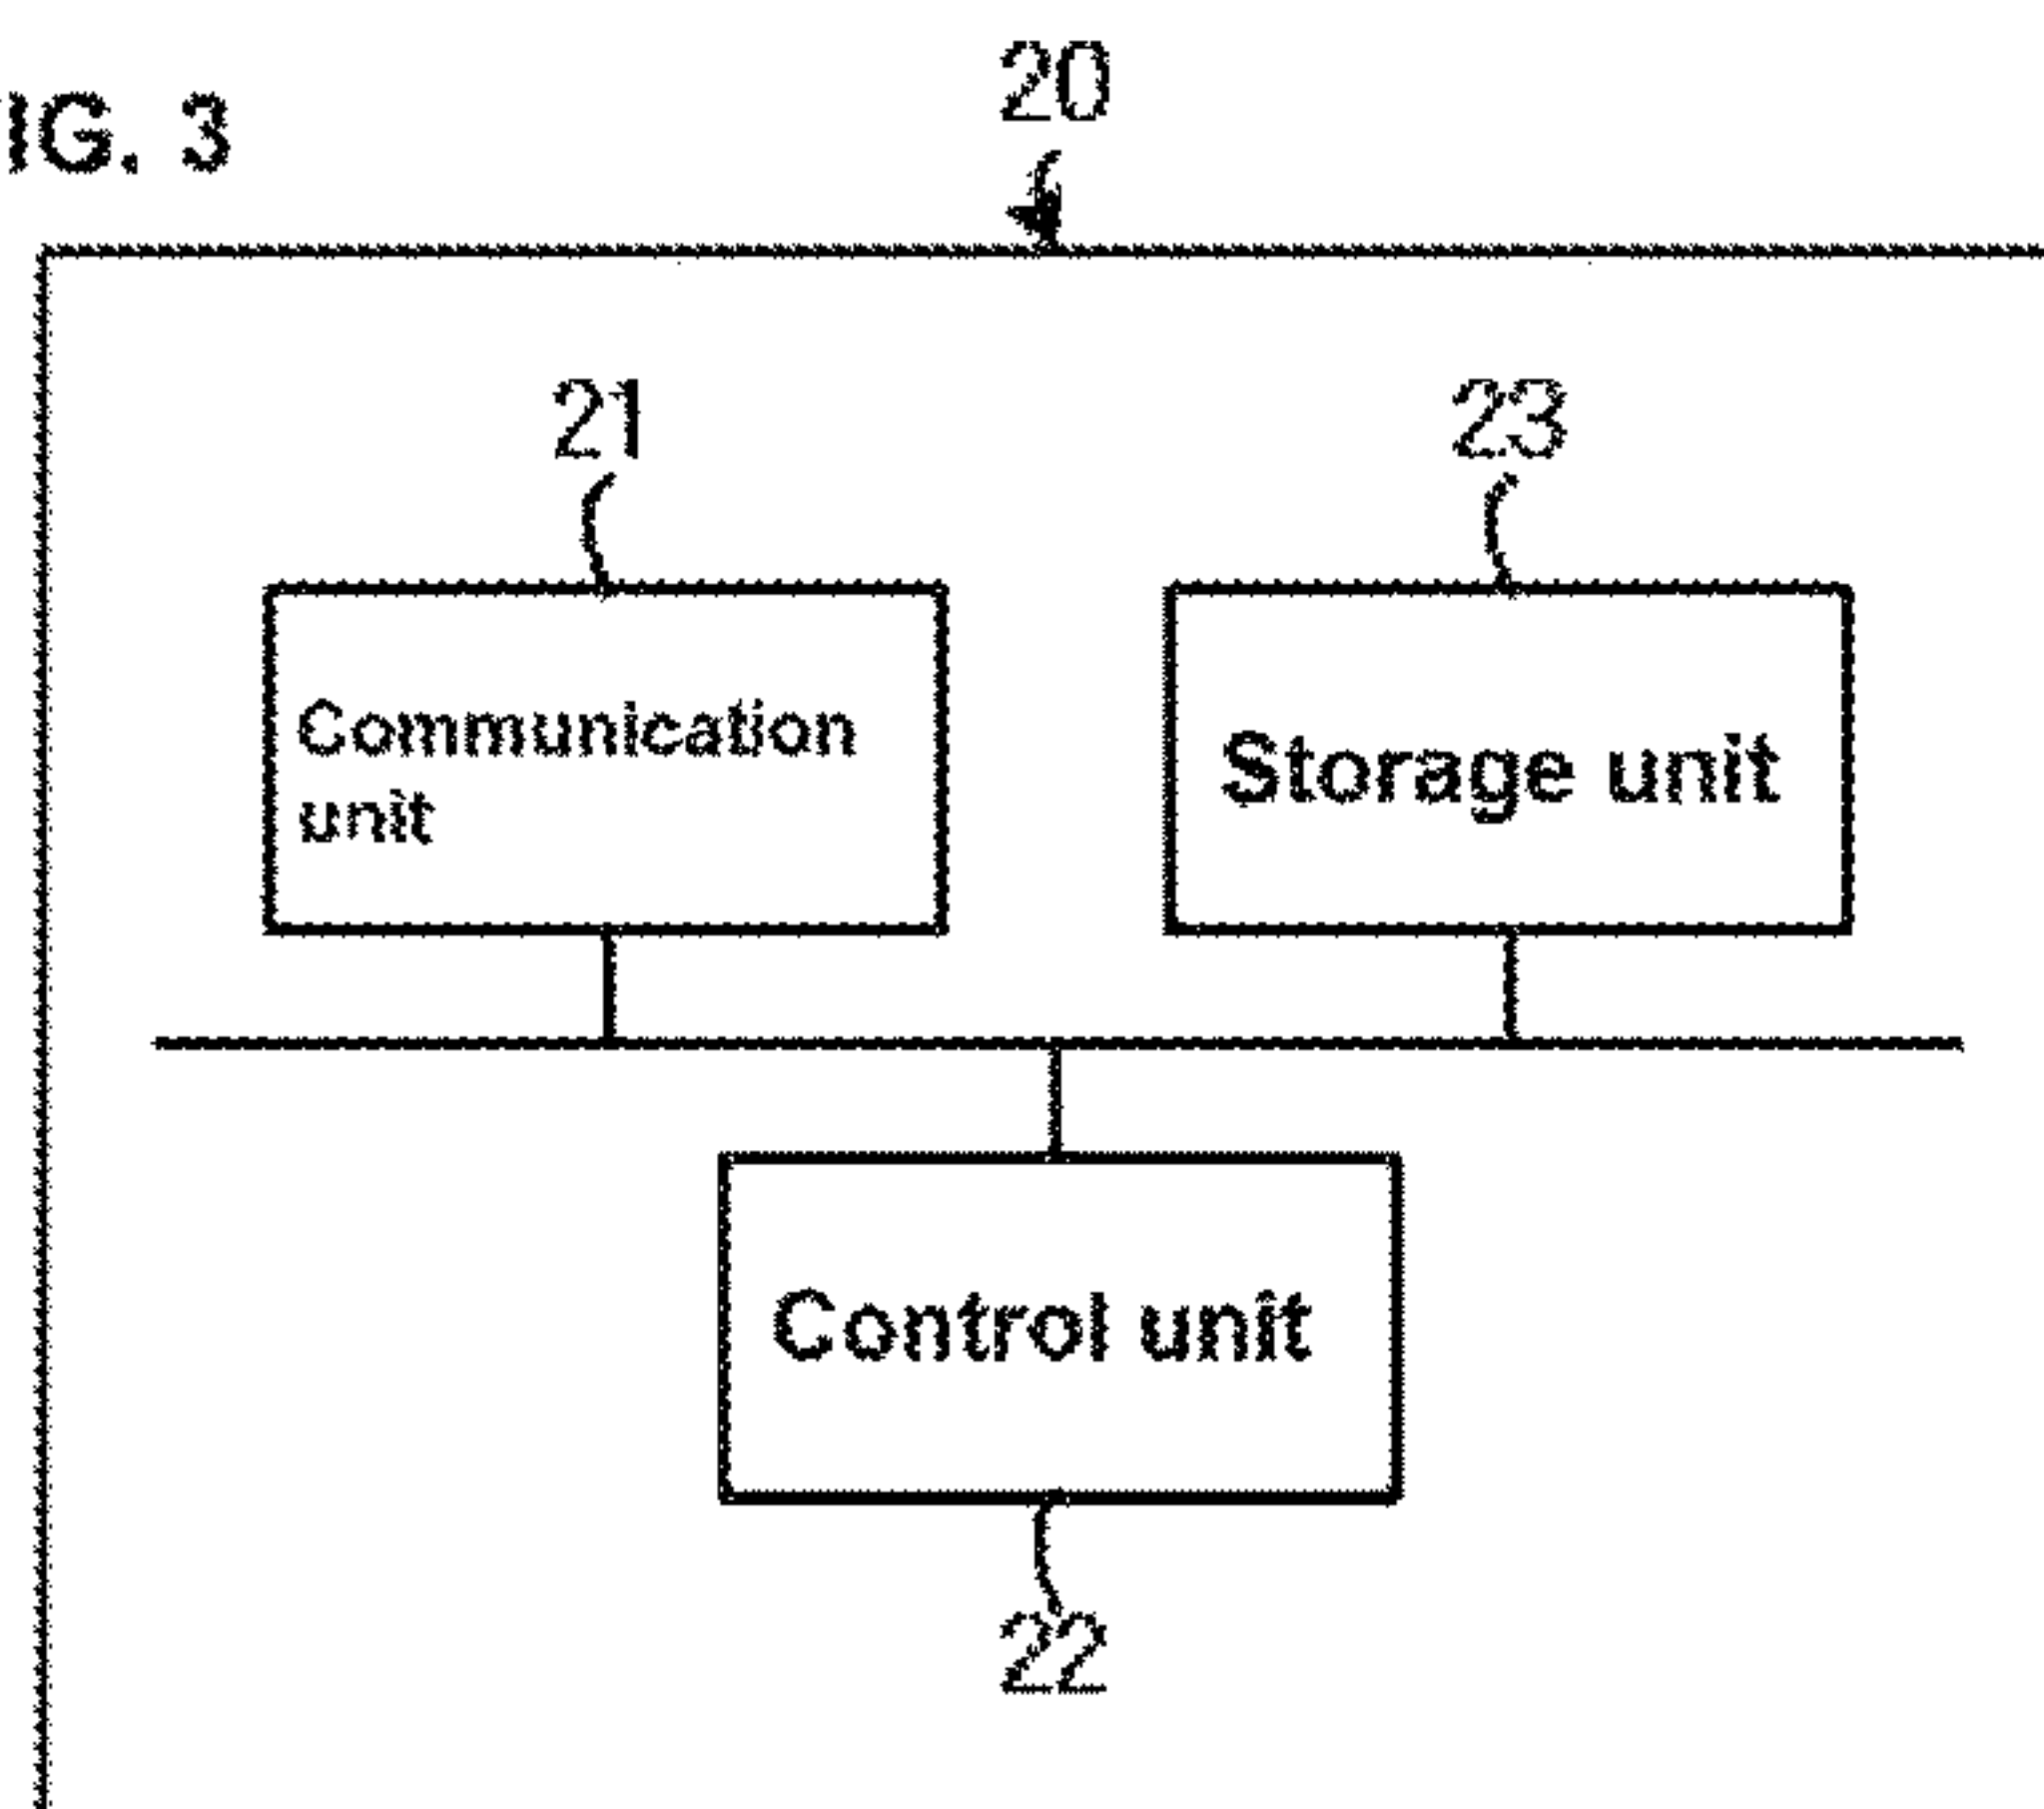 IG. 3
20
21
23
Communication
unit
Storage unit
Control unit
22